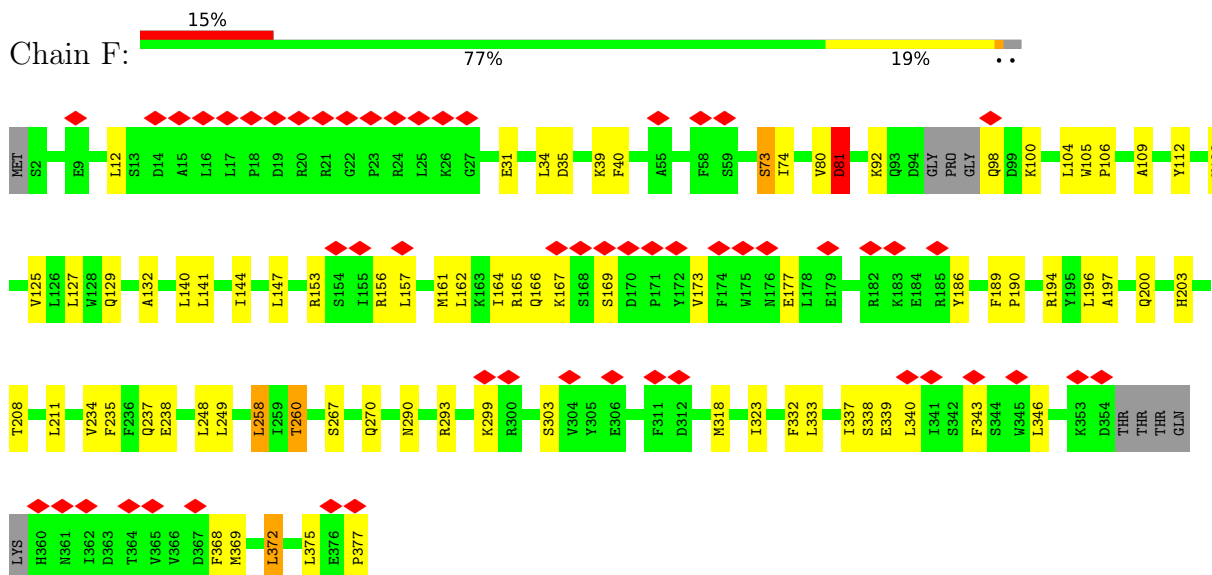 15%
Chain F:
77% 19% • •
MET S2 E9 L12 S13 D14 A15 L16 L17 P18 D19 R20 R21 G22 P23 R24 L25 K26 G27 E31 L34 D35 K39 F40 A55 F58 S59 S73 I74 V80 D81 K92 Q93 D94 GLY PRO GLY Q98 D99 K100 L104 W105 P106 A109 Y112
V125 L126 L127 W128 Q129 A132 L140 L141 I144 L147 R153 S154 I155 R156 L157 M161 L162 K163 I164 R165 Q166 K167 S168 S169 D170 P171 Y172 V173 F174 W175 N176 E177 L178 E179 R182 K183 E184 R185 Y186 F189 P190 R194 Y195 L196 A197 Q200 H203
T208 L211 V234 F235 F236 Q237 E238 L248 L249 L258 I259 T260 S267 Q270 N290 R293 K299 R300 S303 V304 Y305 E306 F311 D312 M318 I323 F332 L333 I337 S338 E339 L340 I341 S342 F343 S344 W345 L346 K353 D354 THR THR THR GLN
LYS H360 N361 I362 D363 T364 V365 V366 D367 F368 M369 L372 L375 E376 P377